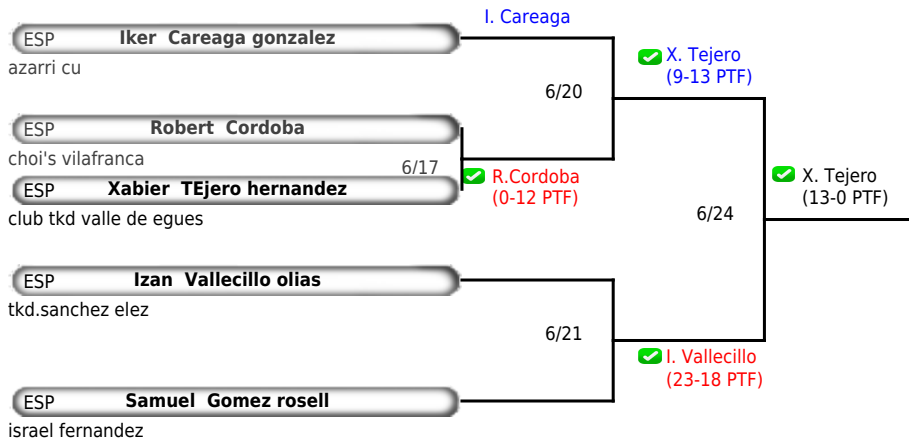 I. Careaga
ESP Iker Careaga gonzalez
azarri cu
X. Tejero
(9-13 PTF)
6/20
ESP Robert Cordoba
choi's vilafranca
6/17
R.Cordoba
(0-12 PTF)
ESP Xabier TEjero hernandez
club tkd valle de egues
X. Tejero
(13-0 PTF)
6/24
ESP Izan Vallecillo olias
tkd.sanchez elez
6/21
I. Vallecillo
(23-18 PTF)
ESP Samuel Gomez rosell
israel fernandez